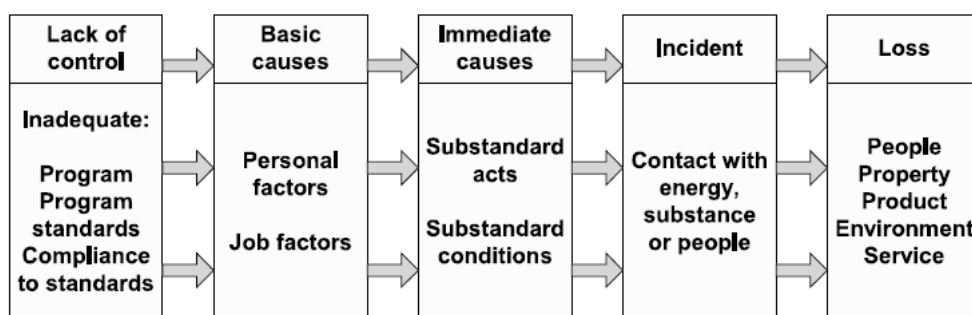 Lack of
control
Inadequate:
Program
Program
standards
Compliance
to standards
Basic
causes
Personal
factors
Job factors
Immediate
causes
Substandard
acts
Substandard
conditions
Incident
Contact with
energy,
substance
or people
Loss
People
Property
Product
Environment
Service